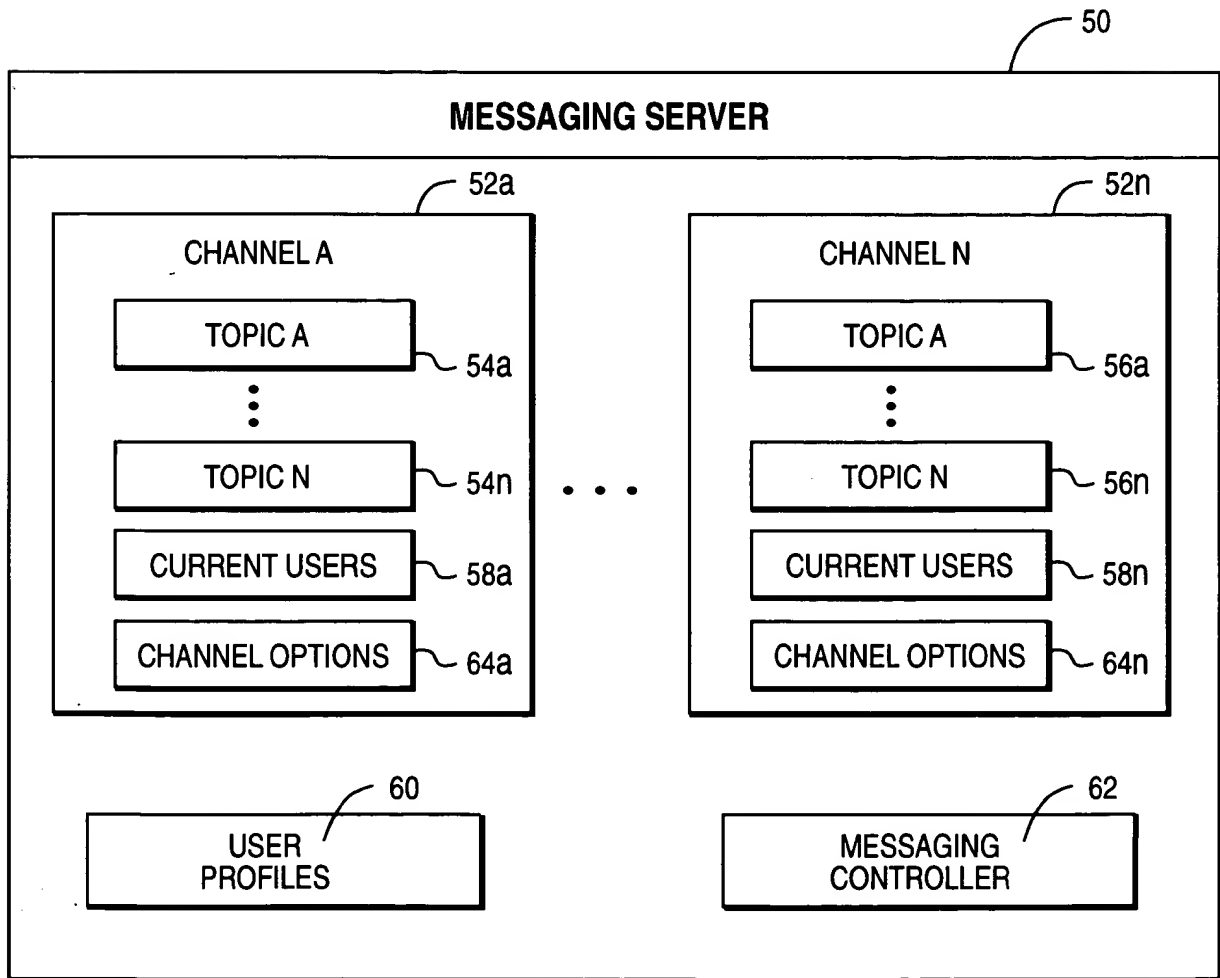 50
MESSAGING SERVER
52a
CHANNEL A
TOPIC A
54a
TOPIC N
54n
CURRENT USERS
58a
CHANNEL OPTIONS
64a
52n
CHANNEL N
TOPIC A
56a
TOPIC N
56n
CURRENT USERS
58n
CHANNEL OPTIONS
64n
60
USER
PROFILES
62
MESSAGING
CONTROLLER